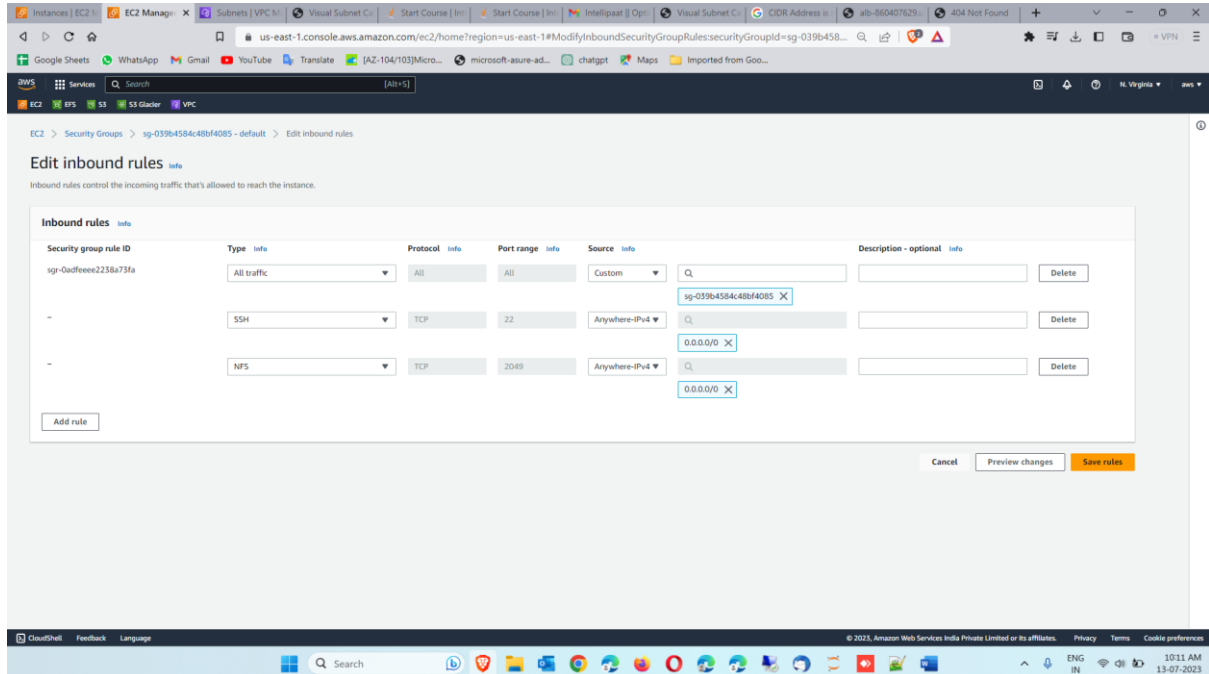 Instances | EC2 M
EC2 Manage
Subnets | VPC M
Visual Subnet Ca
Start Course | Int
Start Course | Int
Intellipaat || Opti
Visual Subnet Ca
CIDR Address is
alb-860407629...
404 Not Found
us-east-1.console.aws.amazon.com/ec2/home?region=us-east-1#ModifyInboundSecurityGroupRules:securityGroupId=sg-039b458...
VPN
Google Sheets WhatsApp Gmail YouTube Translate [AZ-104/103]Micro... microsoft-asure-ad... chatgpt Maps Imported from Goo...
aws Services Search [Alt+S] N. Virginia aws
EC2 EFS S3 S3 Glacier VPC
EC2 > Security Groups > sg-039b4584c48bf4085 - default > Edit inbound rules
Edit inbound rules Info
Inbound rules control the incoming traffic that's allowed to reach the instance.
Inbound rules Info
Security group rule ID Type Info Protocol Info Port range Info Source Info Description - optional Info
sgr-0adfeeee2238a73fa All traffic All All Custom Delete
sg-039b4584c48bf4085
– SSH TCP 22 Anywhere-IPv4 Delete
0.0.0.0/0
– NFS TCP 2049 Anywhere-IPv4 Delete
0.0.0.0/0
Add rule
Cancel Preview changes Save rules
CloudShell Feedback Language © 2023, Amazon Web Services India Private Limited or its affiliates. Privacy Terms Cookie preferences
Search ENG 10:11 AM
IN 13-07-2023